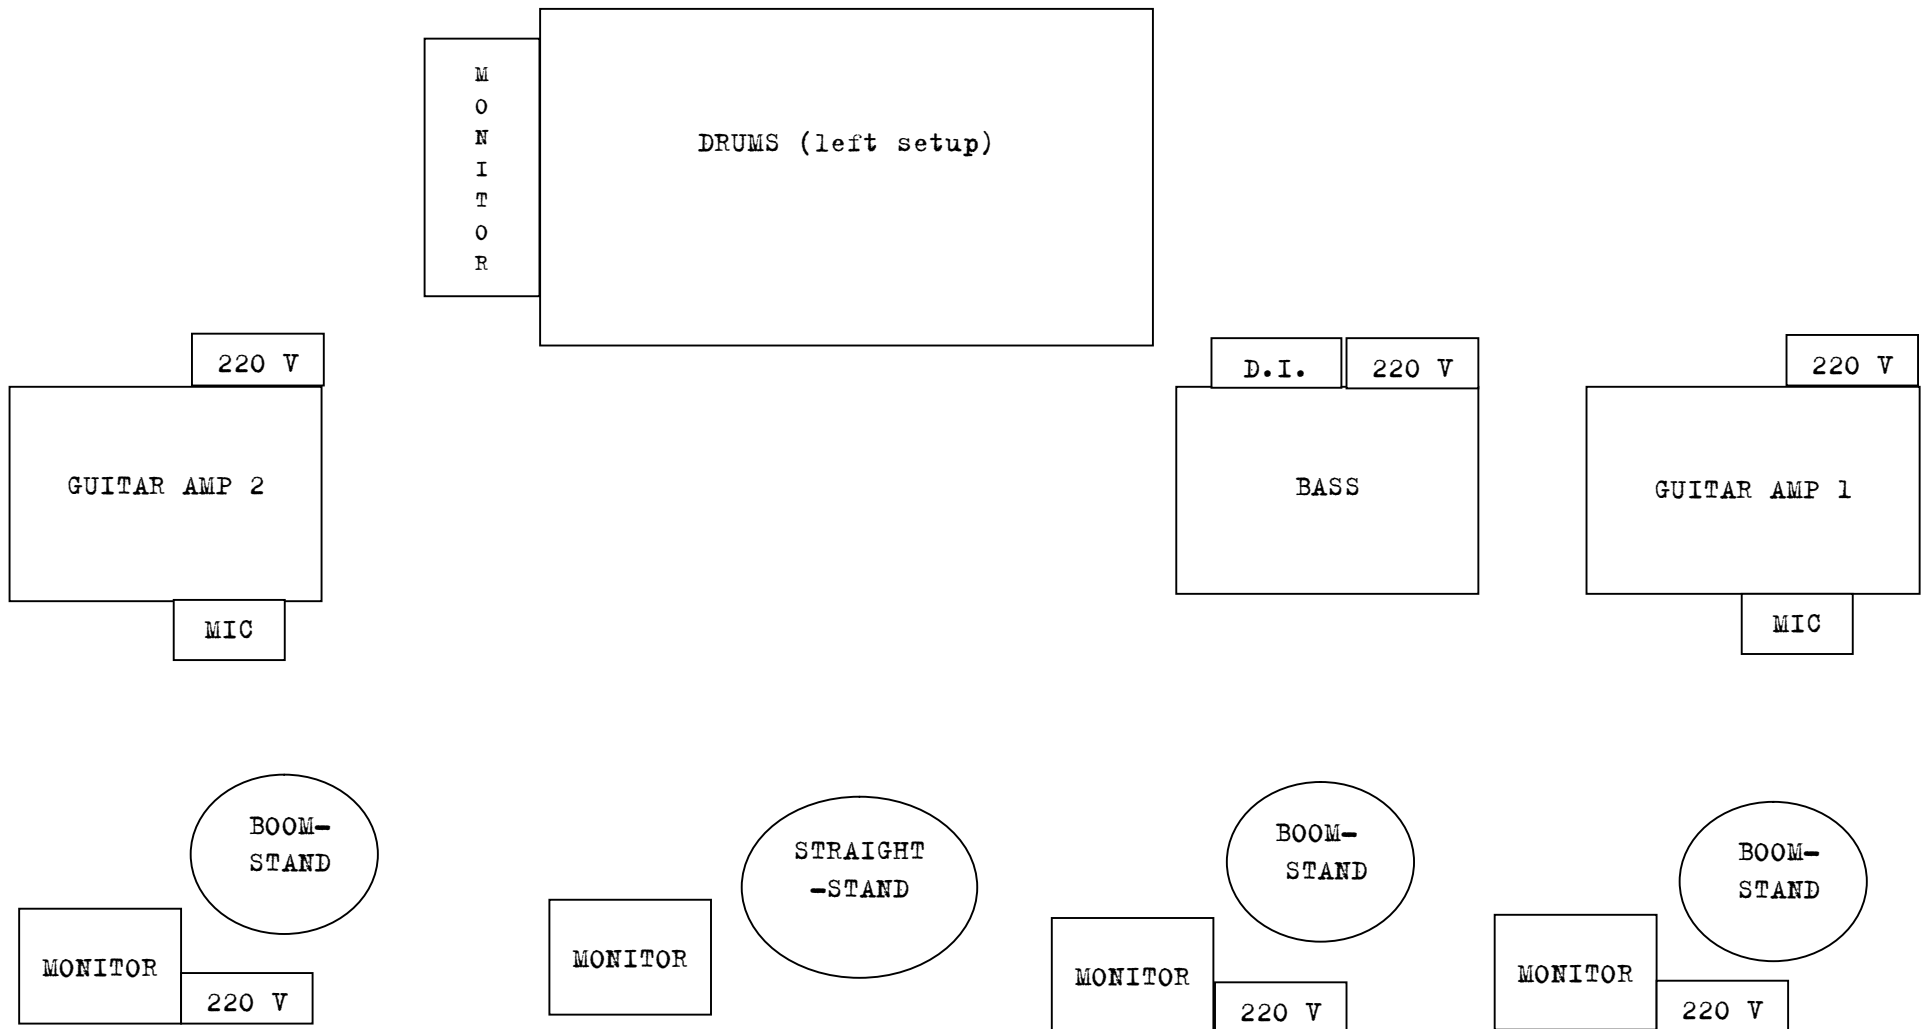 M
O
N
I
T
O
R
DRUMS (left setup)
220 V
D.I.
220 V
220 V
GUITAR AMP 2
BASS
GUITAR AMP 1
MIC
MIC
BOOM-
STAND
STRAIGHT
-STAND
BOOM-
STAND
BOOM-
STAND
MONITOR
220 V
MONITOR
MONITOR
220 V
MONITOR
220 V